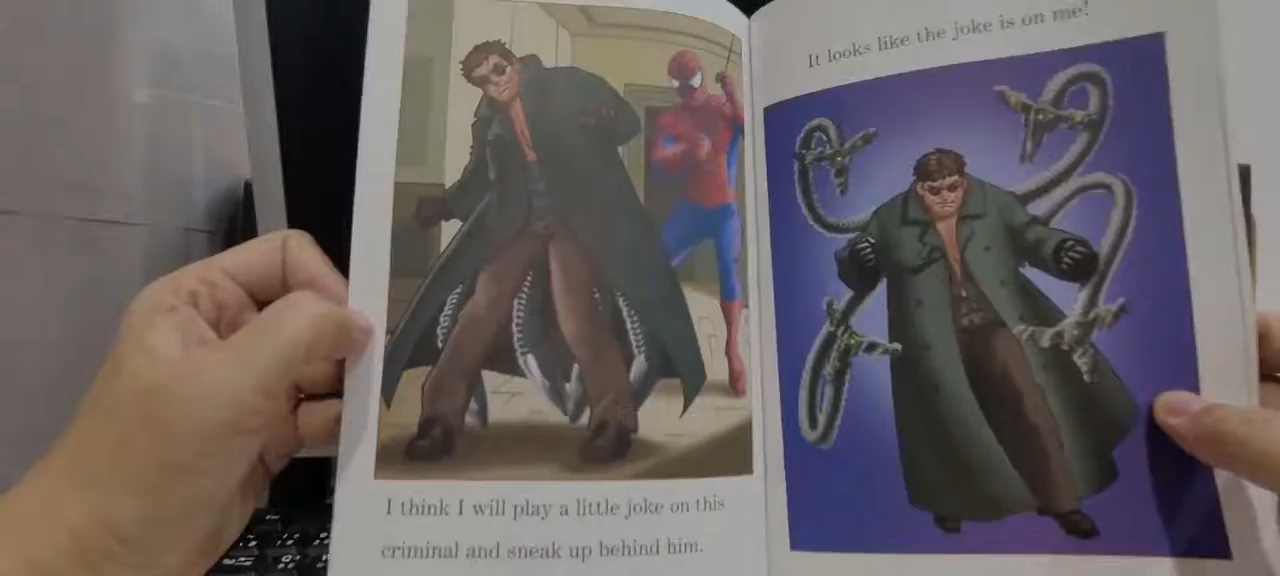 I think I will play a little joke on this
criminal and sneak up behind him.
It looks like the joke is on me!